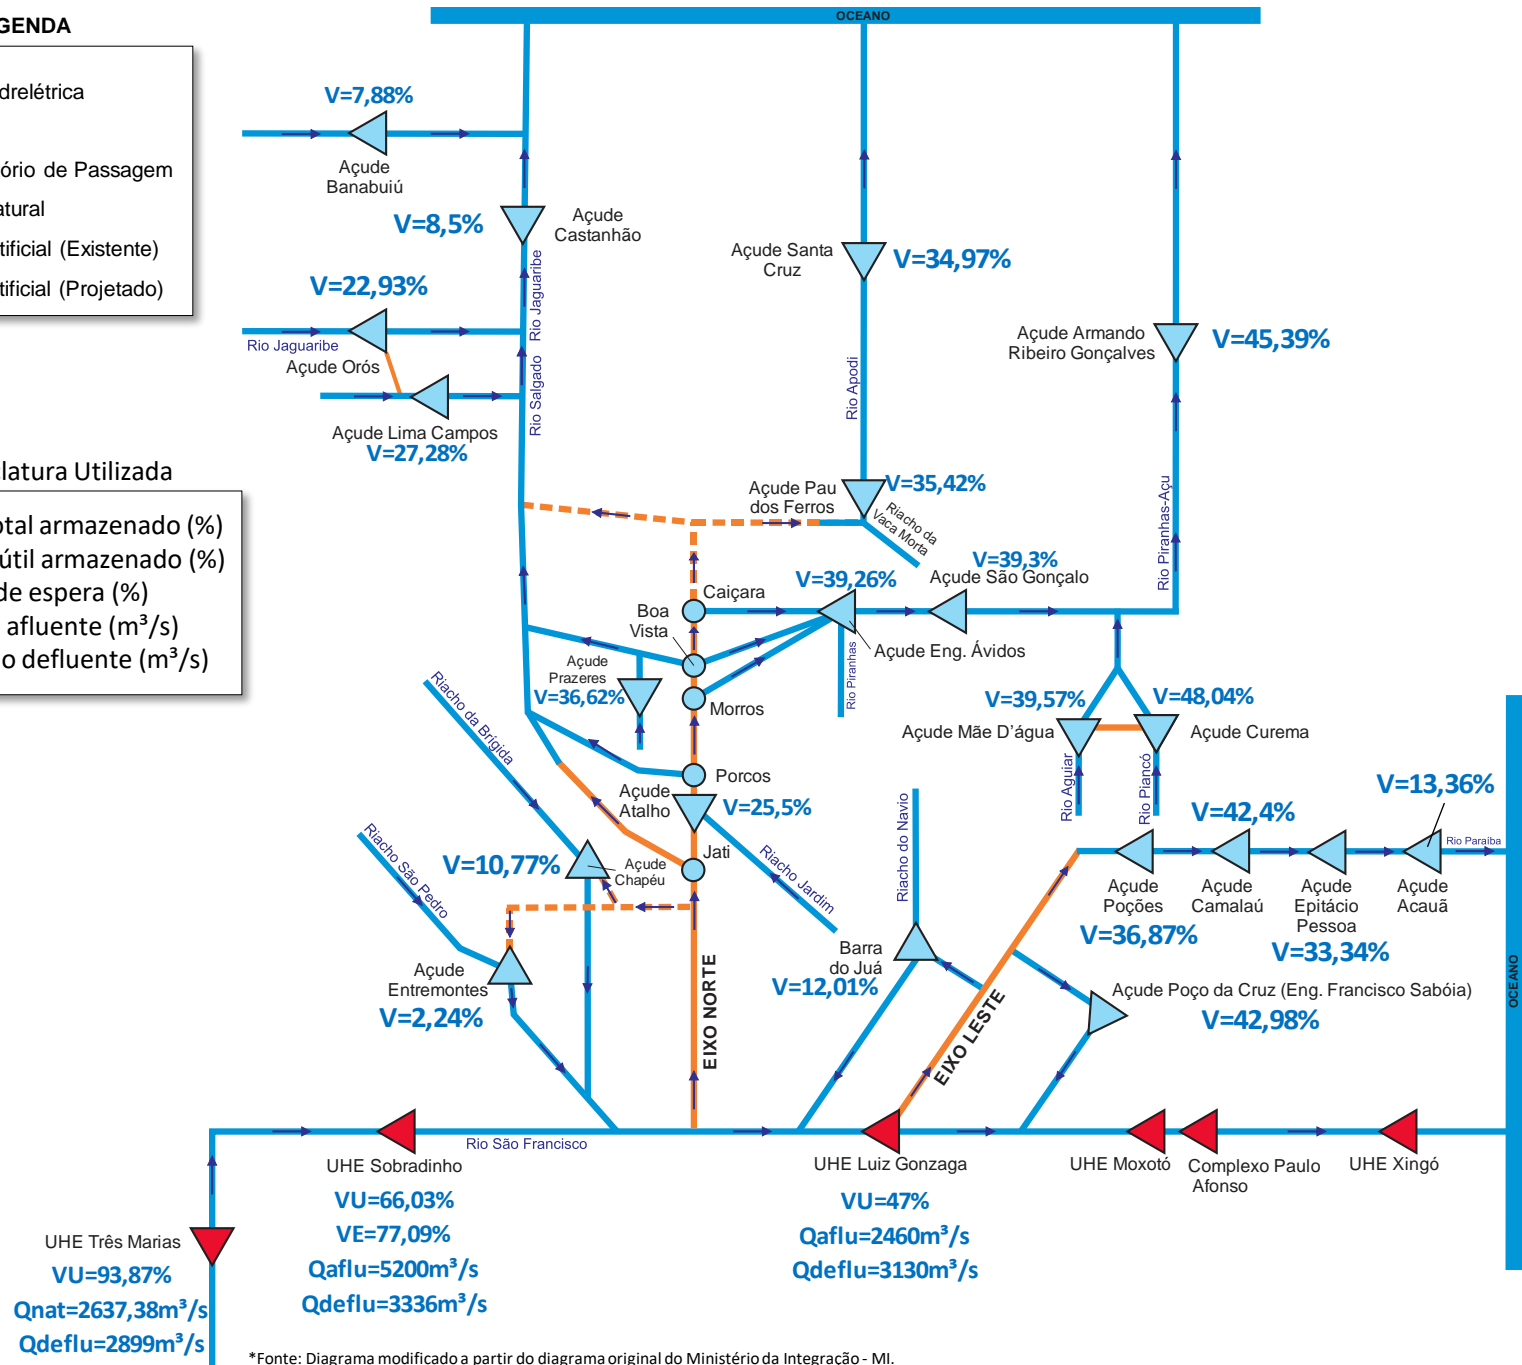 OCEANO
GENDA
drelétrica
V=7,88%
ório de Passagem
Açude
Banabuiú
atural
V=8,5%
Açude
Castanhão
tificial (Existente)
Açude Santa
Cruz
V=34,97%
Rio Jaguaribe
tificial (Projetado)
V=22,93%
Rio Jaguaribe
Açude Orós
Açude Armando
Ribeiro Gonçalves
V=45,39%
Rio Salgado
Rio Apodi
Açude Lima Campos
V=27,28%
clatura Utilizada
otal armazenado (%)
útil armazenado (%)
de espera (%)
afluente (m³/s)
o defluente (m³/s)
Açude Pau
dos Ferros
V=35,42%
Riacho da
Vaca Morta
Rio Piranhas-Açu
V=39,3%
Açude São Gonçalo
V=39,26%
Caiçara
Boa
Vista
Açude Eng. Ávidos
Rio Piranhas
Açude
Prazeres
V=36,62%
Morros
Riacho da Brígida
V=39,57%
V=48,04%
Açude Mãe D'água
Açude Curema
Rio Aguiar
Rio Piancó
Porcos
Açude
Atalho
V=25,5%
V=13,36%
V=42,4%
Riacho do Navio
Jati
Riacho Jardim
Rio Paraíba
Riacho São Pedro
V=10,77%
Açude
Chapéu
Açude
Poções
V=36,87%
Açude
Camalaú
Açude
Epitácio
Pessoa
V=33,34%
Açude
Acauã
Barra
do Juá
V=12,01%
Açude
Entremontes
V=2,24%
EIXO NORTE
EIXO LESTE
Açude Poço da Cruz (Eng. Francisco Sabóia)
V=42,98%
OCEANO
Rio São Francisco
UHE Sobradinho
VU=66,03%
VE=77,09%
Qaflu=5200m³/s
Qdeflu=3336m³/s
UHE Luiz Gonzaga
VU=47%
Qaflu=2460m³/s
Qdeflu=3130m³/s
UHE Moxotó
Complexo Paulo
Afonso
UHE Xingó
UHE Três Marias
VU=93,87%
Qnat=2637,38m³/s
Qdeflu=2899m³/s
*Fonte: Diagrama modificado a partir do diagrama original do Ministério da Integração - MI.